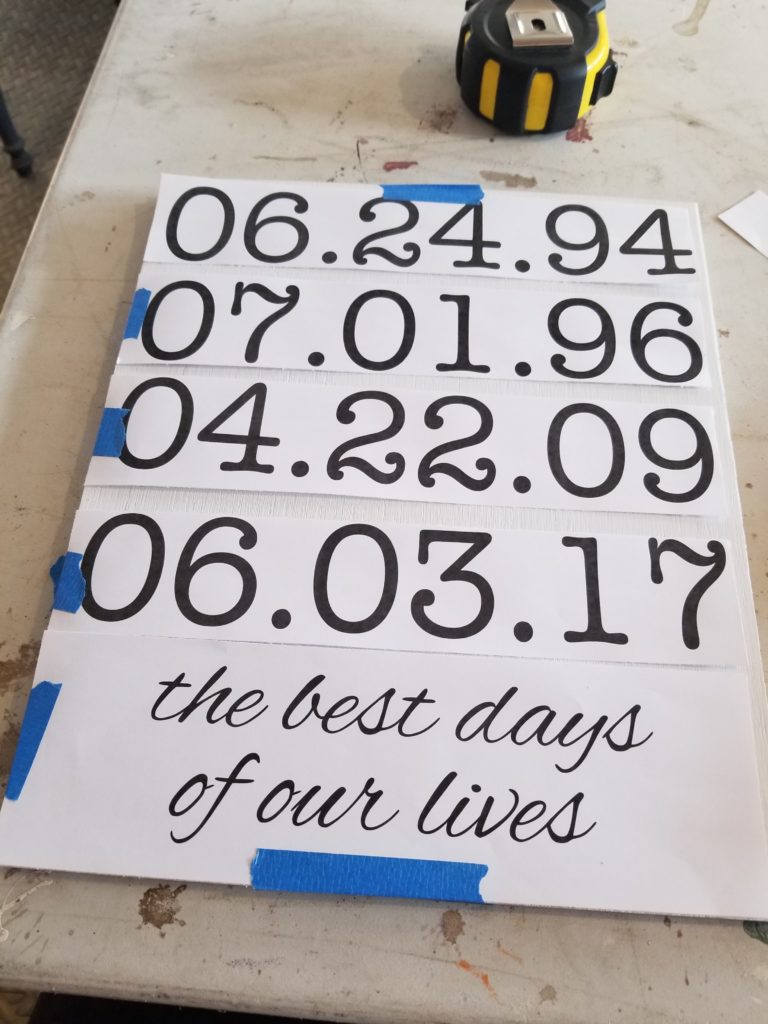 06.24.94
07.01.96
04.22.09
06.03.17
the best days
of our lives